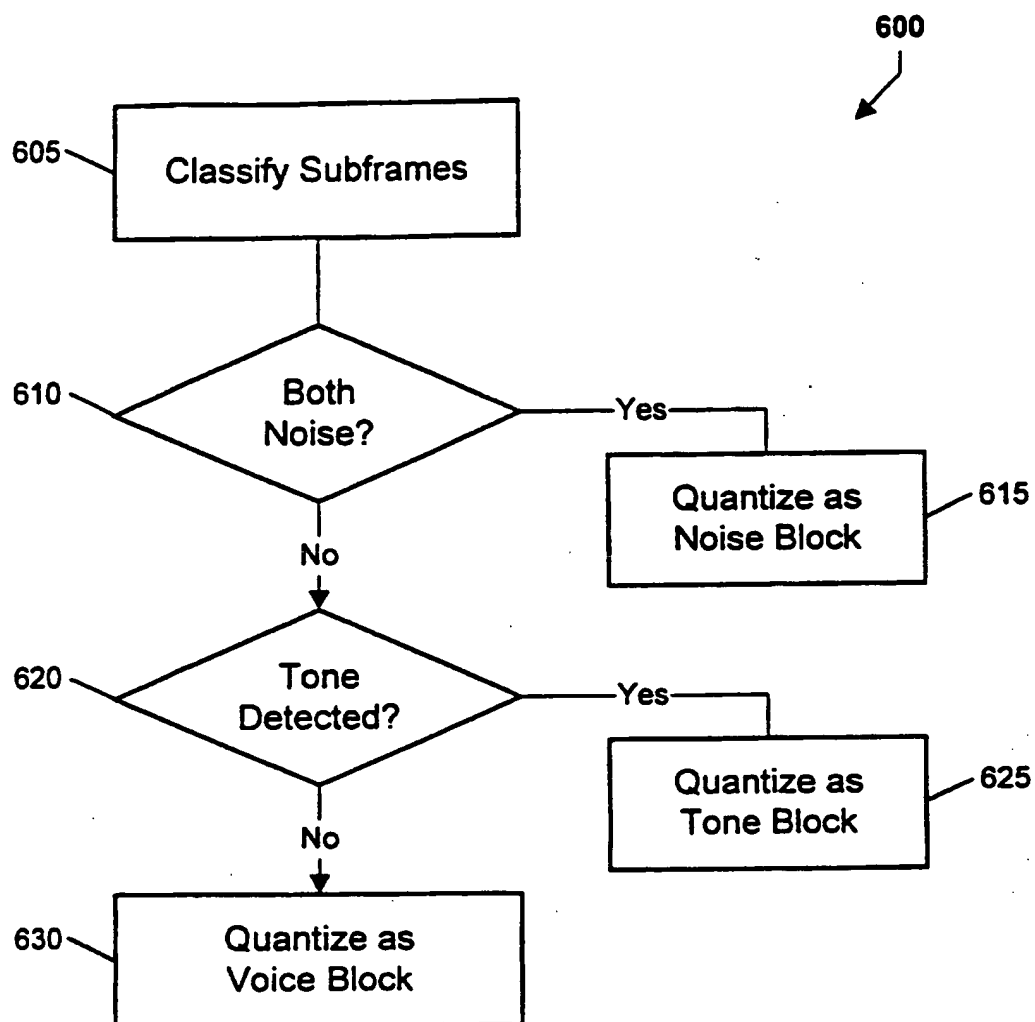 600
605
Classify Subframes
610
Both
Noise?
Yes
Quantize as
Noise Block
615
No
620
Tone
Detected?
Yes
Quantize as
Tone Block
625
No
630
Quantize as
Voice Block